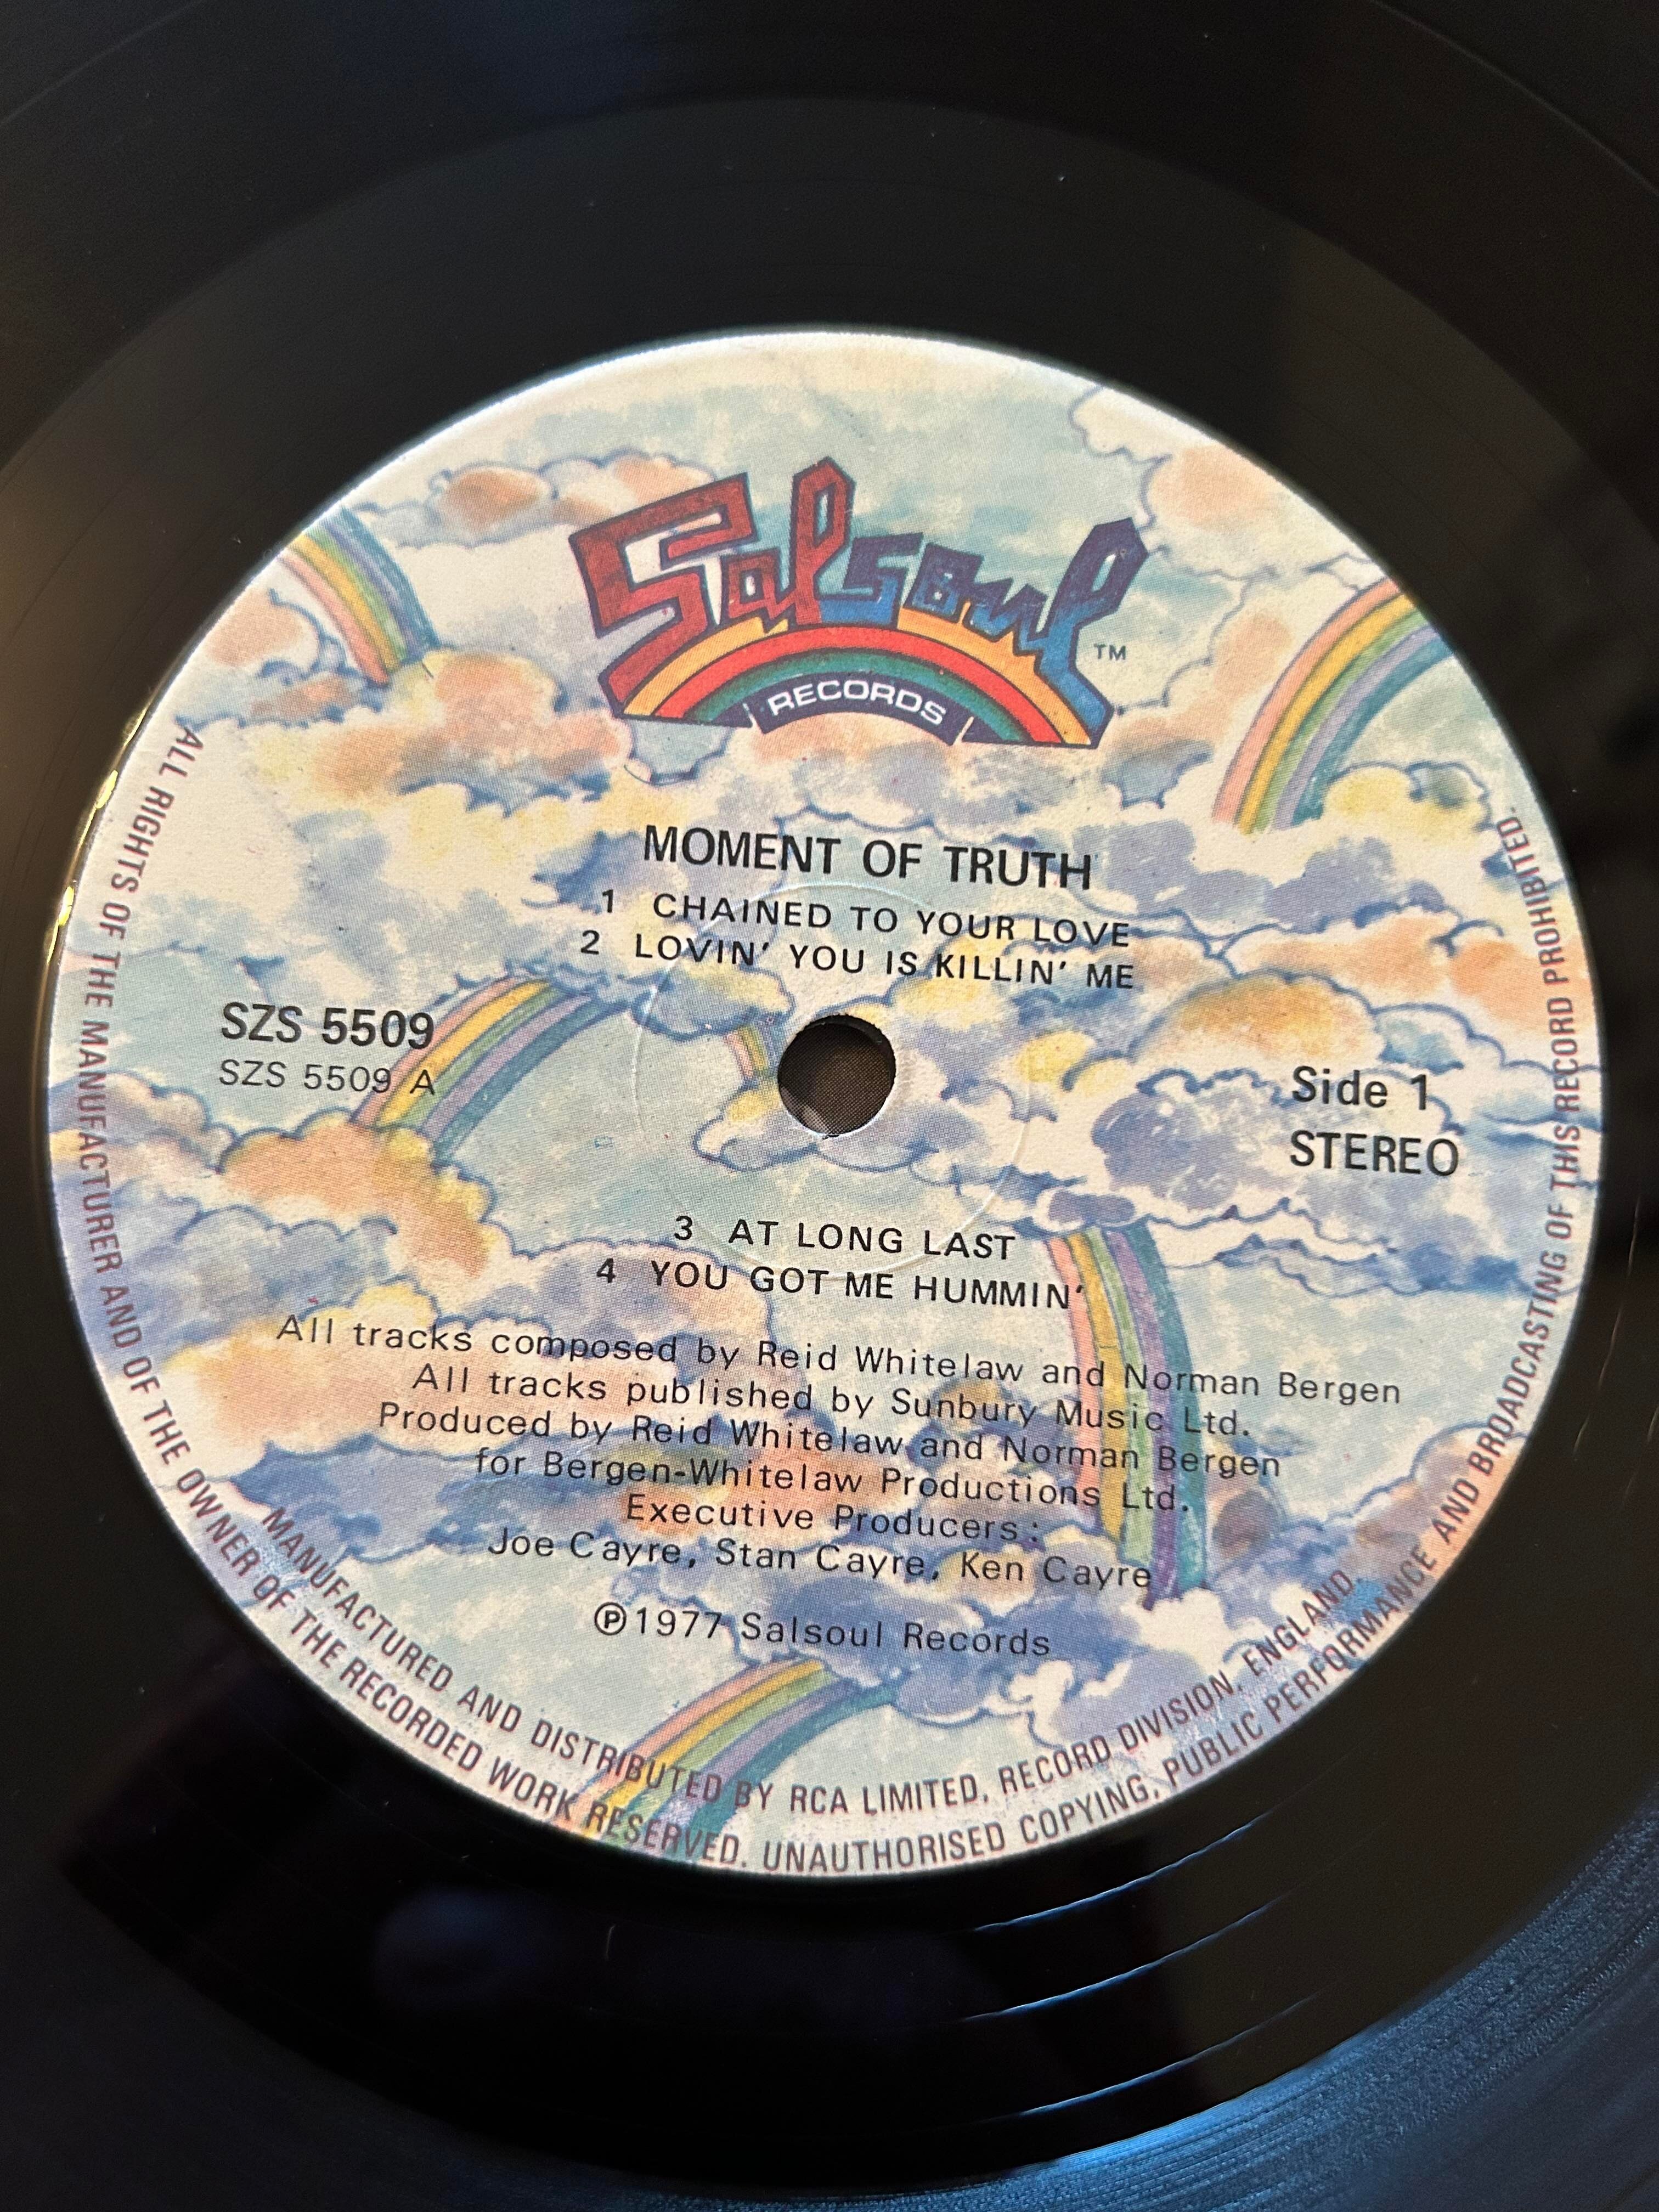 Salsoul
TM
RECORDS
MOMENT OF TRUTH
1 CHAINED TO YOUR LOVE
2 LOVIN' YOU IS KILLIN' ME
SZS 5509
SZS 5509 A
Side 1
STEREO
3 AT LONG LAST
4 YOU GOT ME HUMMIN'
All tracks composed by Reid Whitelaw and Norman Bergen
All tracks published by Sunbury Music Ltd.
Produced by Reid Whitelaw and Norman Bergen
for Bergen-Whitelaw Productions Ltd.
Executive Producers:
Joe Cayre, Stan Cayre, Ken Cayre
℗1977 Salsoul Records
MANUFACTURED AND DISTRIBUTED BY RCA LIMITED, RECORD DIVISION, ENGLAND.
ALL RIGHTS OF THE MANUFACTURER AND OF THE OWNER OF THE RECORDED WORK RESERVED. UNAUTHORISED COPYING, PUBLIC PERFORMANCE AND BROADCASTING OF THIS RECORD PROHIBITED.